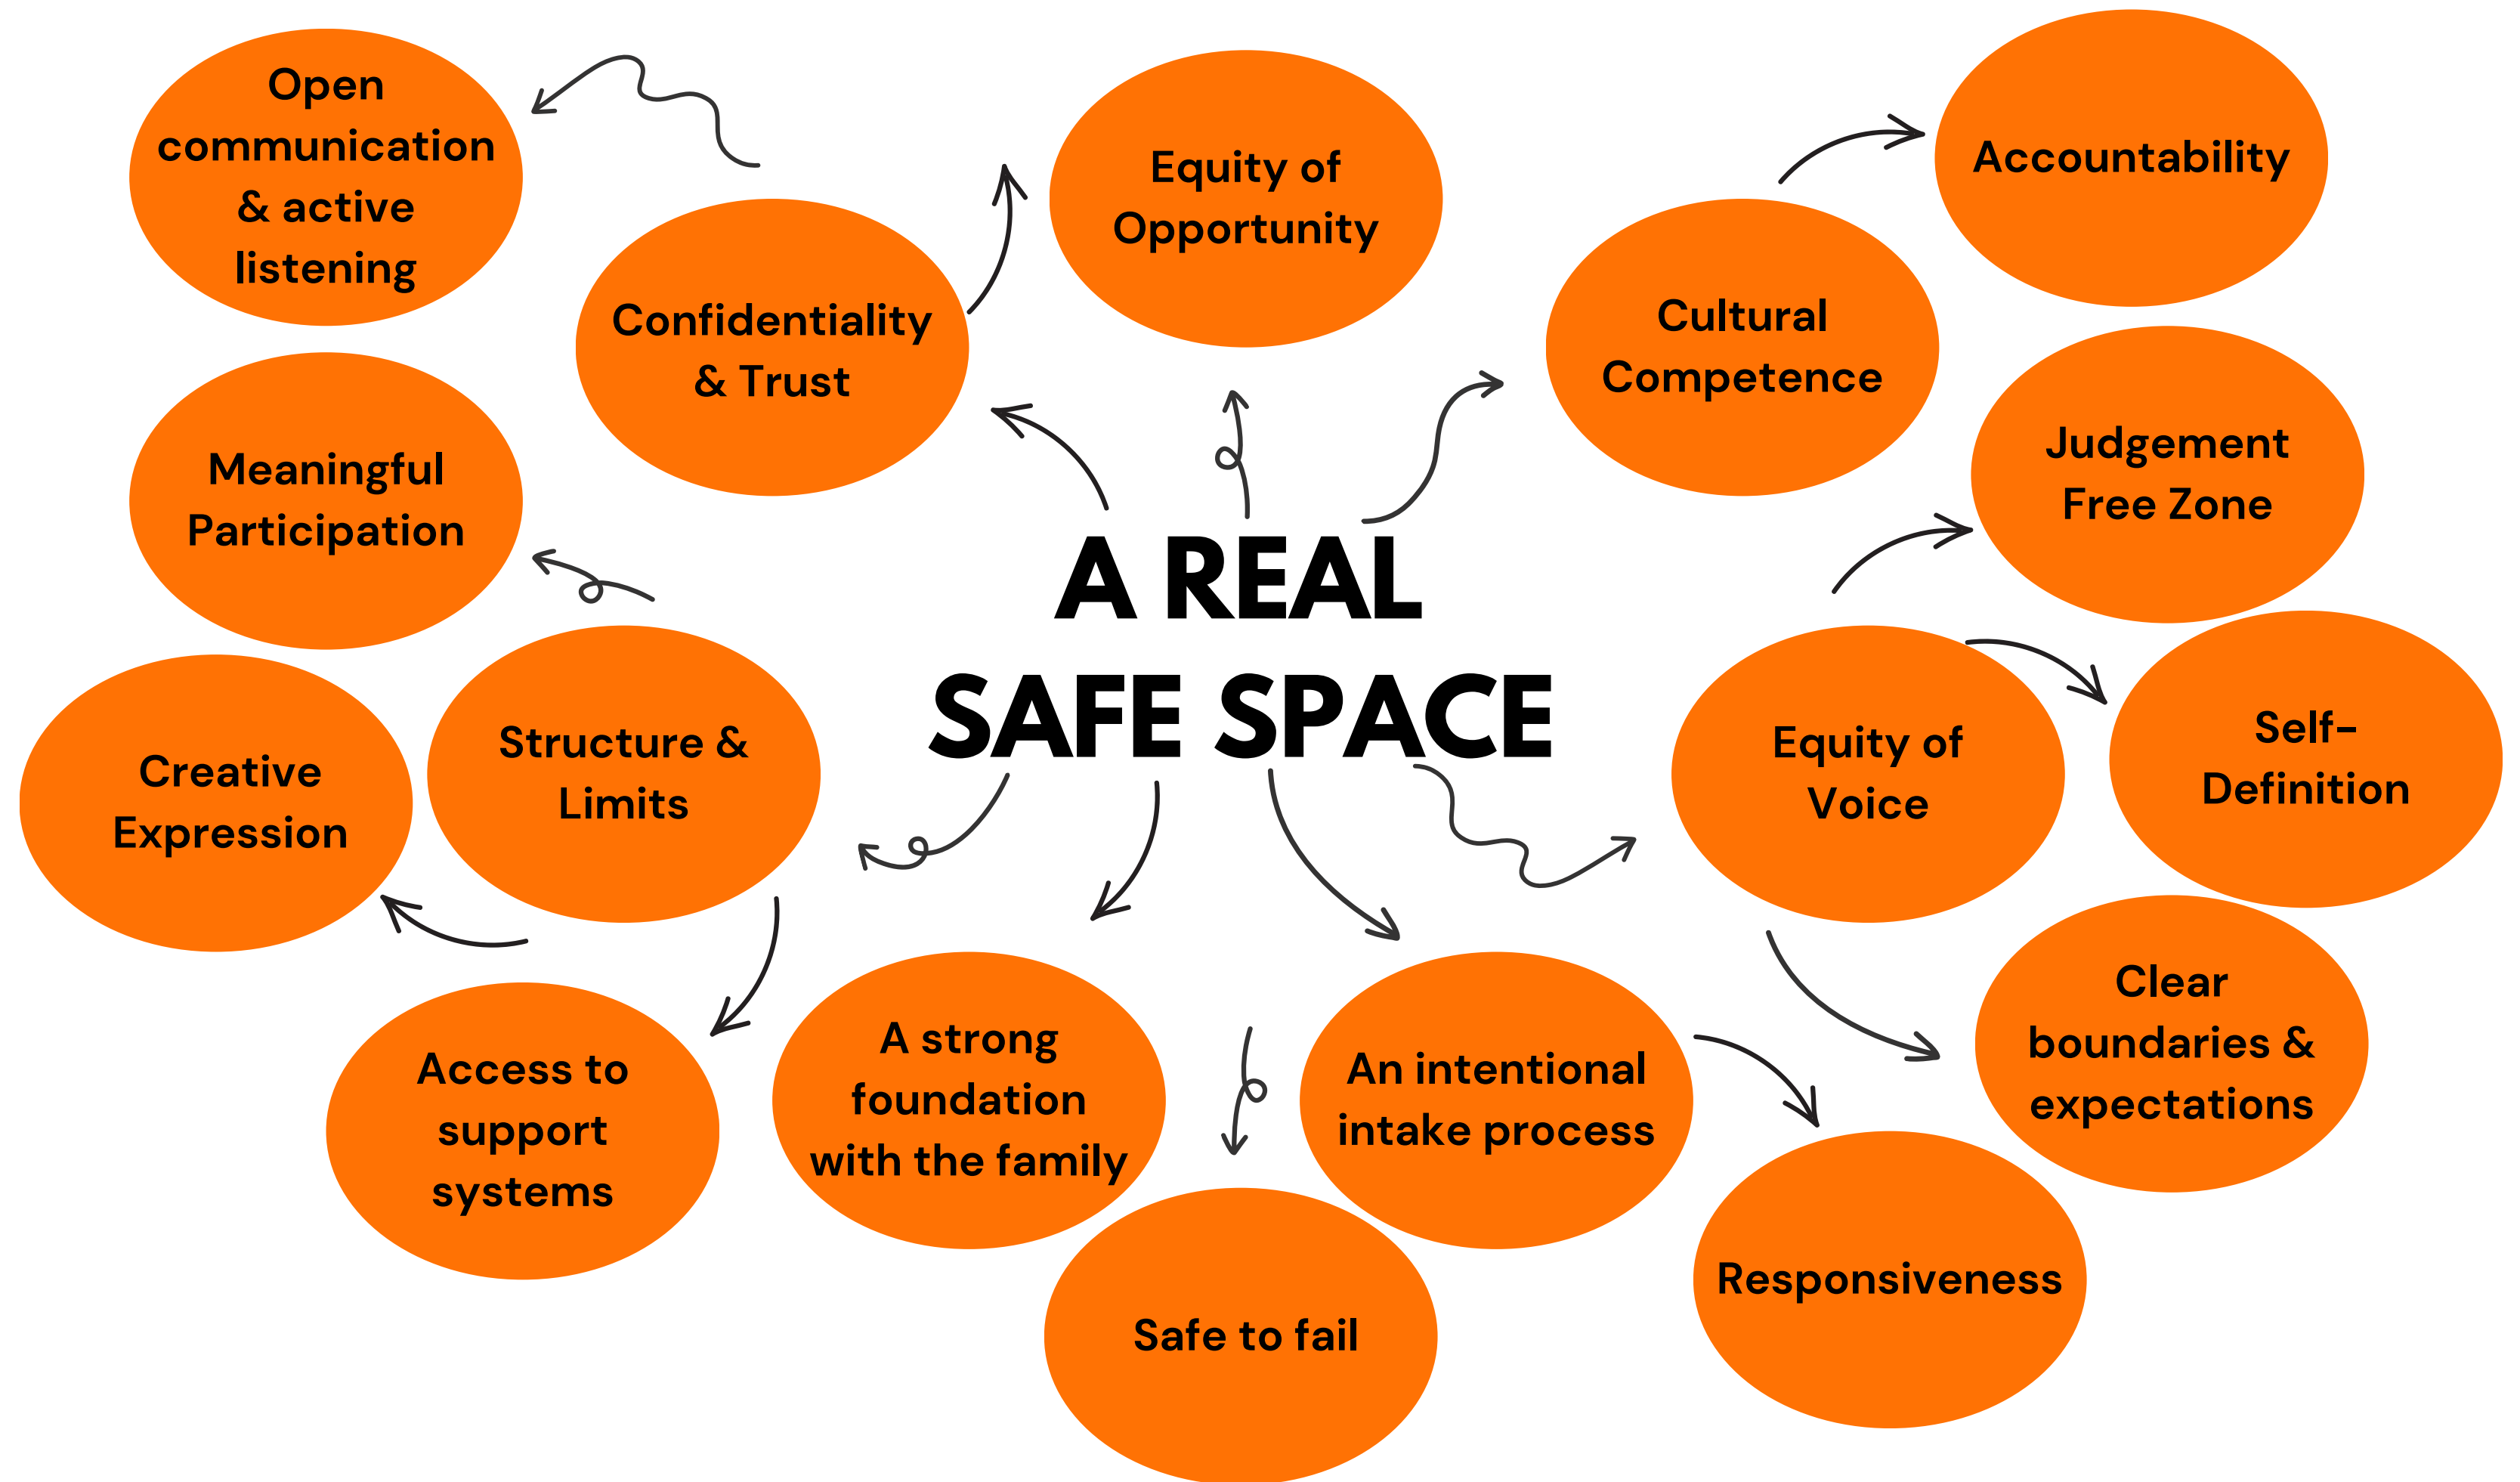 Open
communication
& active
listening
Equity of
Opportunity
Accountability
Confidentiality
& Trust
Cultural
Competence
Meaningful
Participation
Judgement
Free Zone
A REAL
SAFE SPACE
Creative
Expression
Structure &
Limits
Equity of
Voice
Self-
Definition
Access to
support
systems
A strong
foundation
with the family
An intentional
intake process
Clear
boundaries &
expectations
Safe to fail
Responsiveness